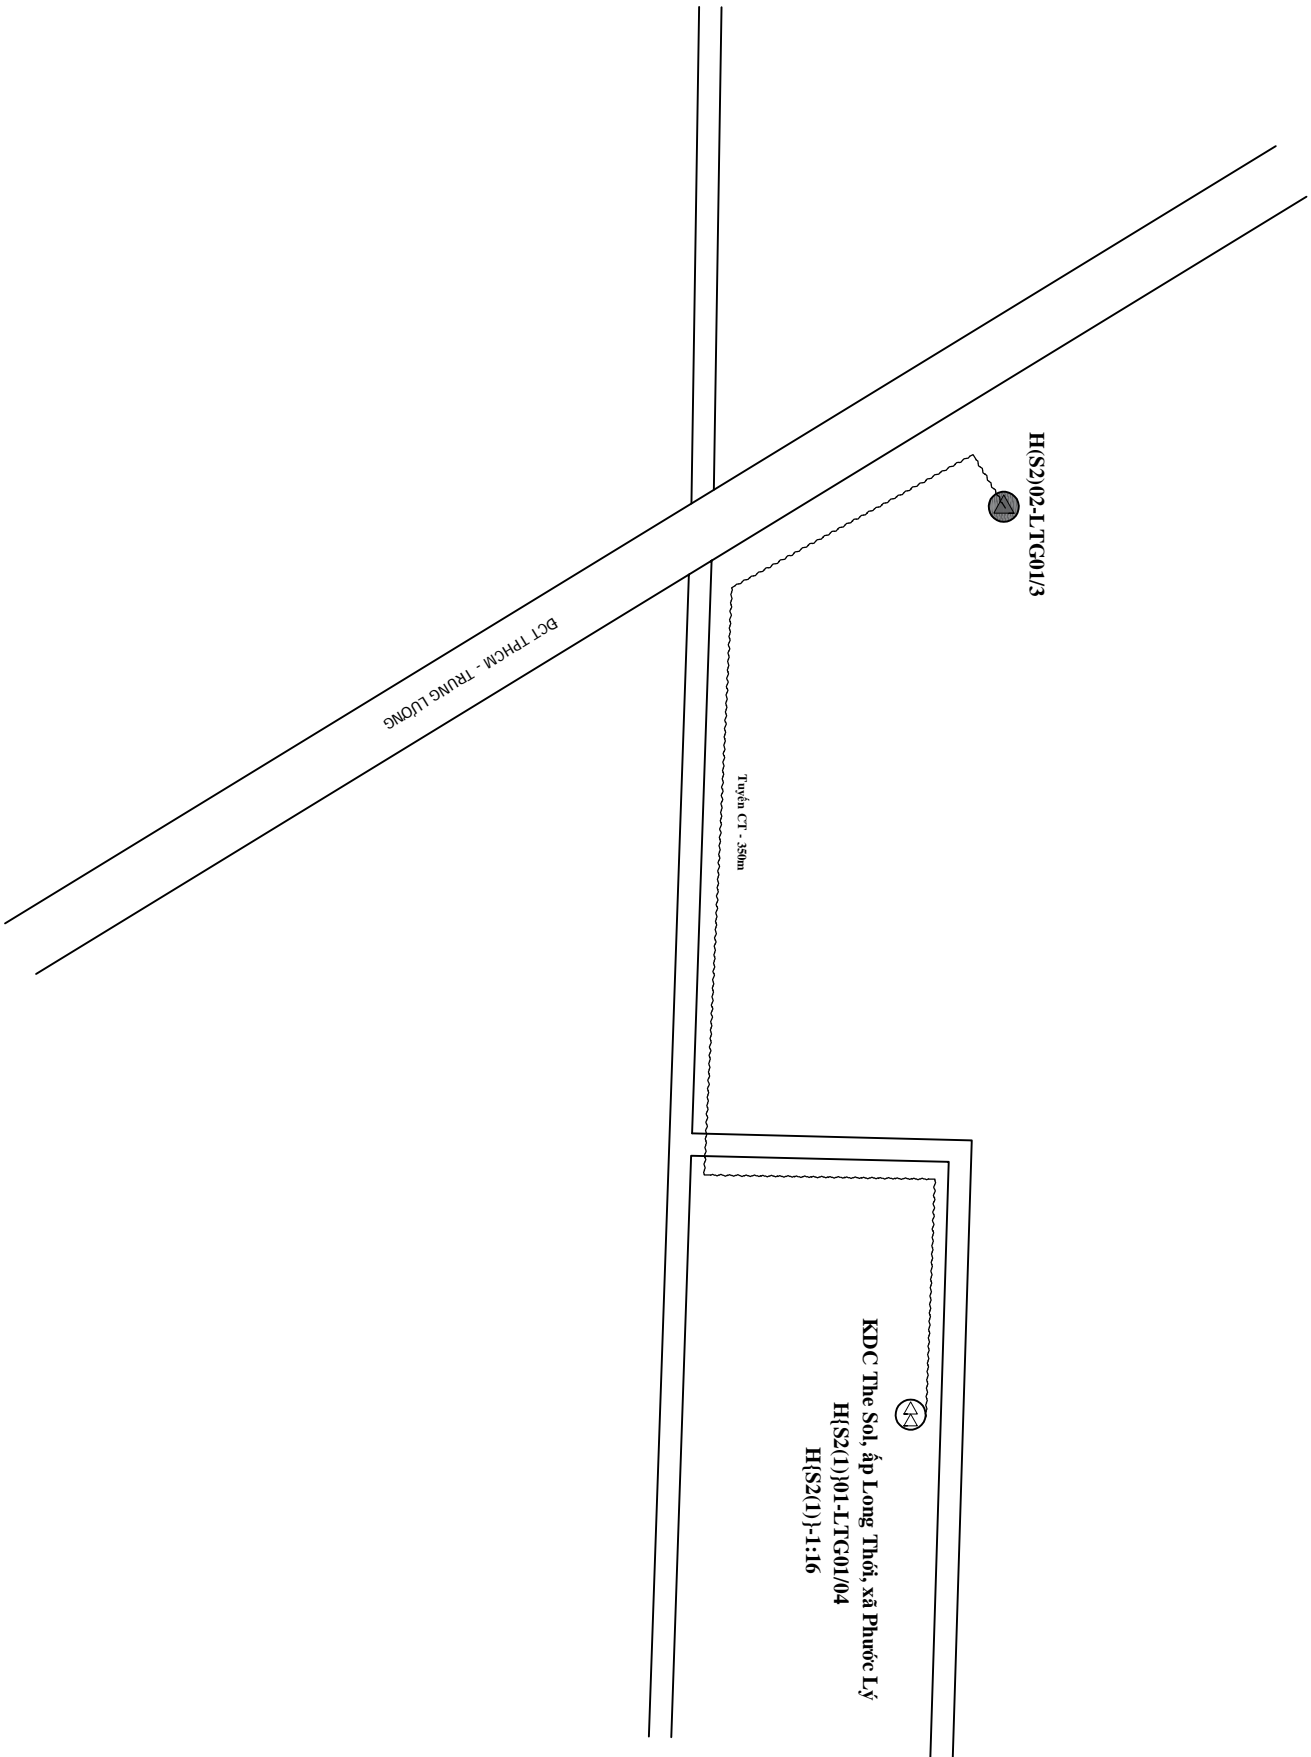 H(S2)02-LTG01/3
ĐCT TPHCM - TRUNG LƯƠNG
Tuyến CT - 350m
KDC The Sol, ấp Long Thới, xã Phước Lý
H{S2(1)}01-LTG01/04
H{S2(1)}-1:16